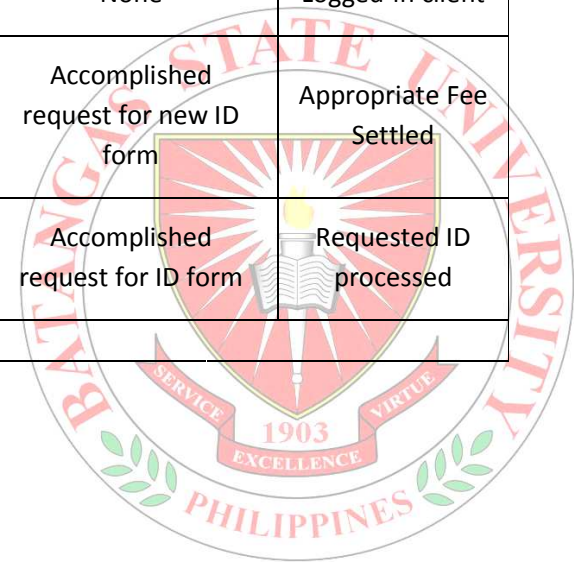 None
Logged-in client
Accomplished
request for new ID
form
Appropriate Fee
Settled
Accomplished
request for ID form
Requested ID
processed
BATANGAS STATE UNIVERSITY
SERVICE
1903
EXCELLENCE
VIRTUE
PHILIPPINES